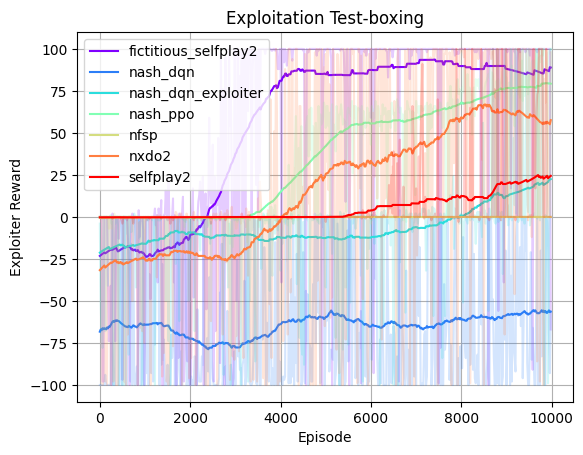 Exploitation Test-boxing
fictitious_selfplay2
nash_dqn
nash_dqn_exploiter
nash_ppo
nfsp
nxdo2
selfplay2
Exploiter Reward
100
75
50
25
0
−25
−50
−75
−100
0
2000
4000
6000
8000
10000
Episode